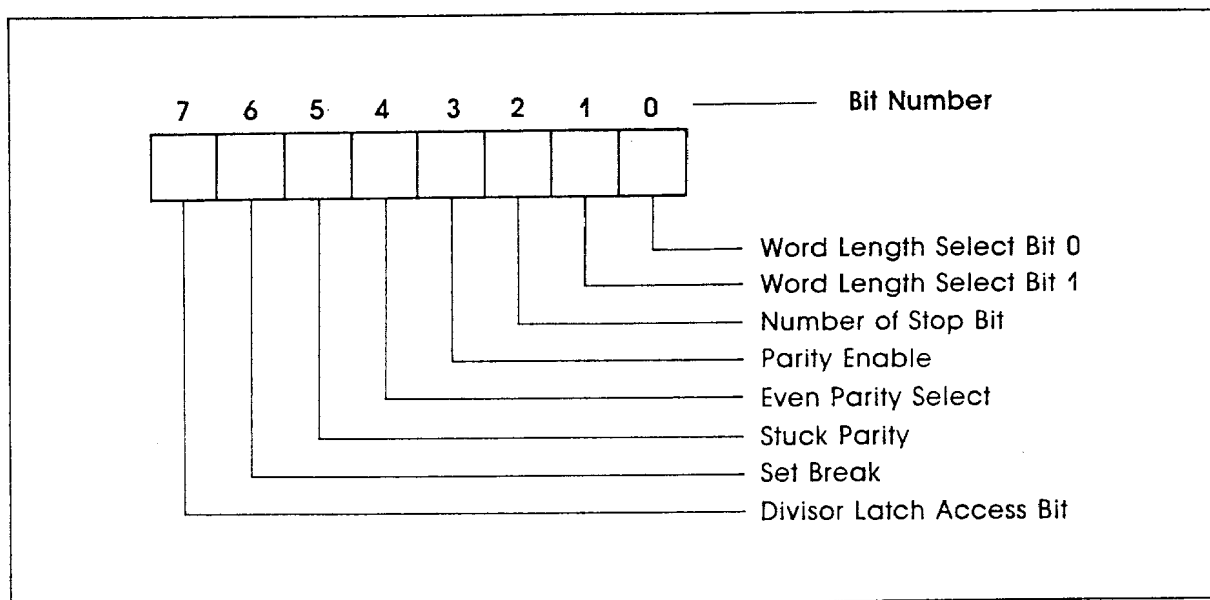 7 6 5 4 3 2 1 0 Bit Number
Word Length Select Bit 0
Word Length Select Bit 1
Number of Stop Bit
Parity Enable
Even Parity Select
Stuck Parity
Set Break
Divisor Latch Access Bit